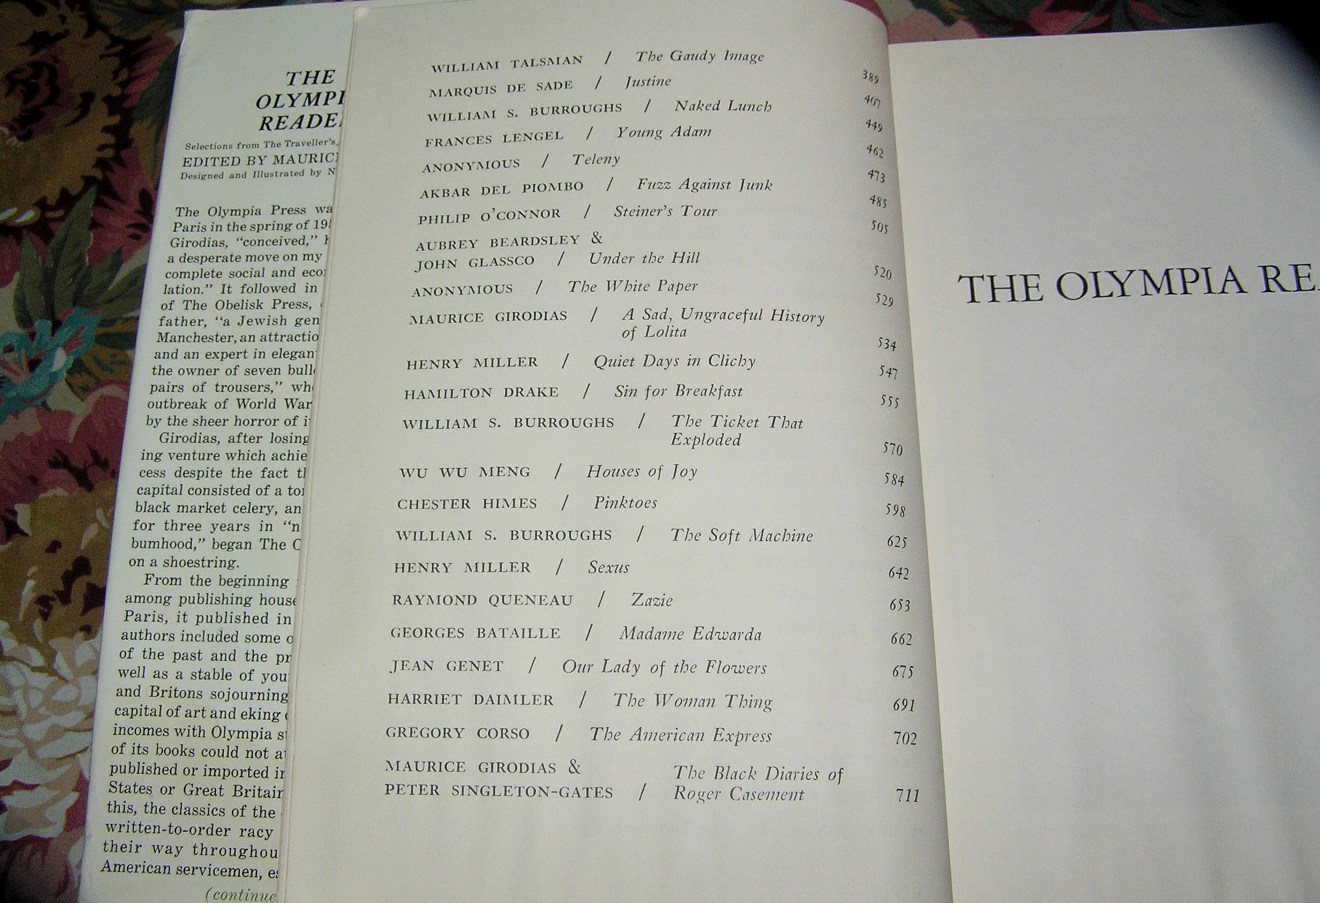 THE
OLYMPI
READE
Selections from The Traveller's
EDITED BY MAURIC
Designed and Illustrated by N
The Olympia Press wa
Paris in the spring of 19
Girodias, "conceived,"
a desperate move on my
complete social and eco
lation." It followed in
of The Obelisk Press,
father, "a Jewish gen
Manchester, an attractio
and an expert in elegan
the owner of seven bull
pairs of trousers," wh
outbreak of World War
by the sheer horror of i
Girodias, after losing
ing venture which achie
cess despite the fact t
capital consisted of a to
black market celery, an
for three years in "n
bumhood," began The O
on a shoestring.
From the beginning
among publishing house
Paris, it published in
authors included some o
of the past and the pr
well as a stable of you
and Britons sojourning
capital of art and eking
incomes with Olympia s
of its books could not a
published or imported i
States or Great Britain
this, the classics of the
written-to-order racy
their way throughou
American servicemen, e
(continue
WILLIAM TALSMAN / The Gaudy Image 389
MARQUIS DE SADE / Justine 407
WILLIAM S. BURROUGHS / Naked Lunch 449
FRANCES LENGEL / Young Adam 462
ANONYMOUS / Teleny 473
AKBAR DEL PIOMBO / Fuzz Against Junk 485
PHILIP O'CONNOR / Steiner's Tour 505
AUBREY BEARDSLEY &
JOHN GLASSCO / Under the Hill 520
ANONYMOUS / The White Paper 529
MAURICE GIRODIAS / A Sad, Ungraceful History
of Lolita 534
HENRY MILLER / Quiet Days in Clichy 547
HAMILTON DRAKE / Sin for Breakfast 555
WILLIAM S. BURROUGHS / The Ticket That
Exploded 570
WU WU MENG / Houses of Joy 584
CHESTER HIMES / Pinktoes 598
WILLIAM S. BURROUGHS / The Soft Machine 625
HENRY MILLER / Sexus 642
RAYMOND QUENEAU / Zazie 653
GEORGES BATAILLE / Madame Edwarda 662
JEAN GENET / Our Lady of the Flowers 675
HARRIET DAIMLER / The Woman Thing 691
GREGORY CORSO / The American Express 702
MAURICE GIRODIAS & The Black Diaries of
PETER SINGLETON-GATES / Roger Casement 711
THE OLYMPIA RE